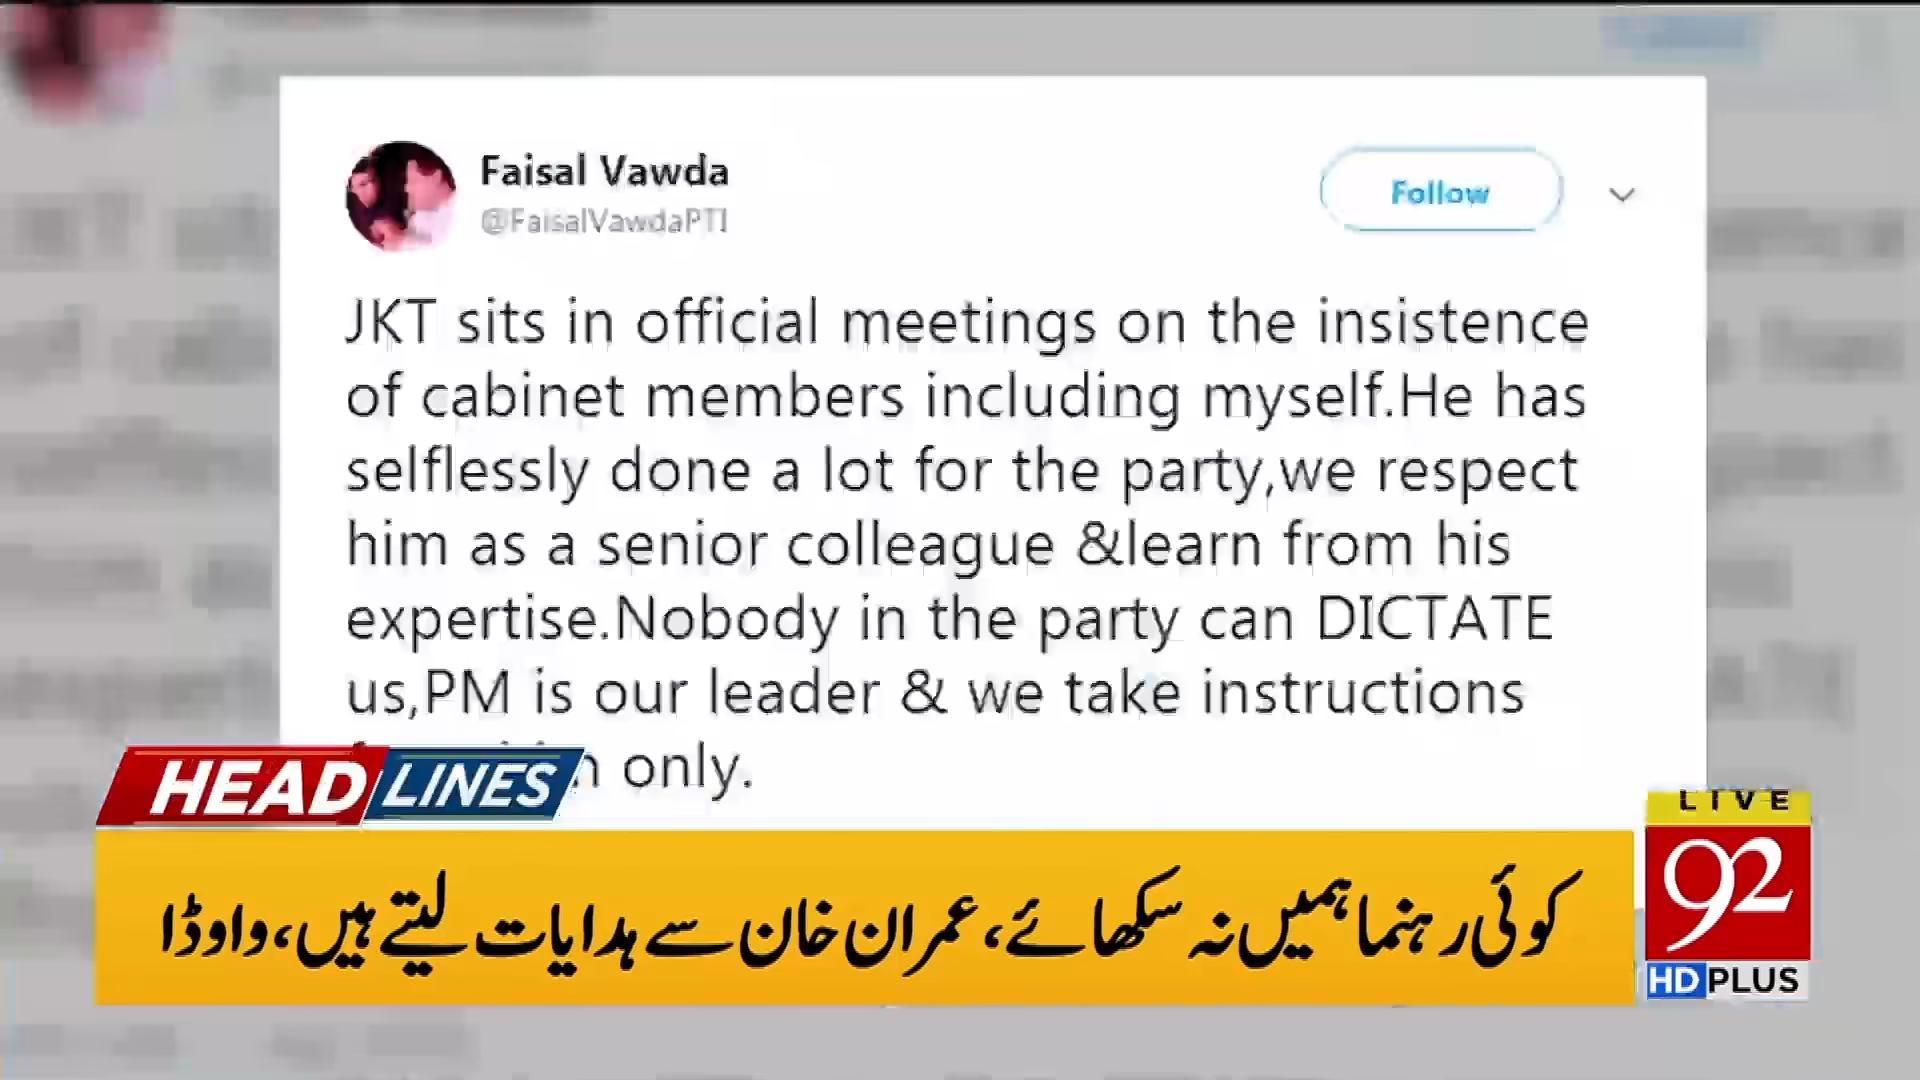 Faisal Vawda
@FaisalVawdaPTI
Follow
JKT sits in official meetings on the insistence
of cabinet members including myself.He has
selflessly done a lot for the party,we respect
him as a senior colleague &learn from his
expertise.Nobody in the party can DICTATE
us,PM is our leader & we take instructions
only.
HEADLINES
کوئی رہنما ہمیں نہ سکھائے، عمران خان سے ہدایات لیتے ہیں، واوڈا
LIVE
92
HD PLUS